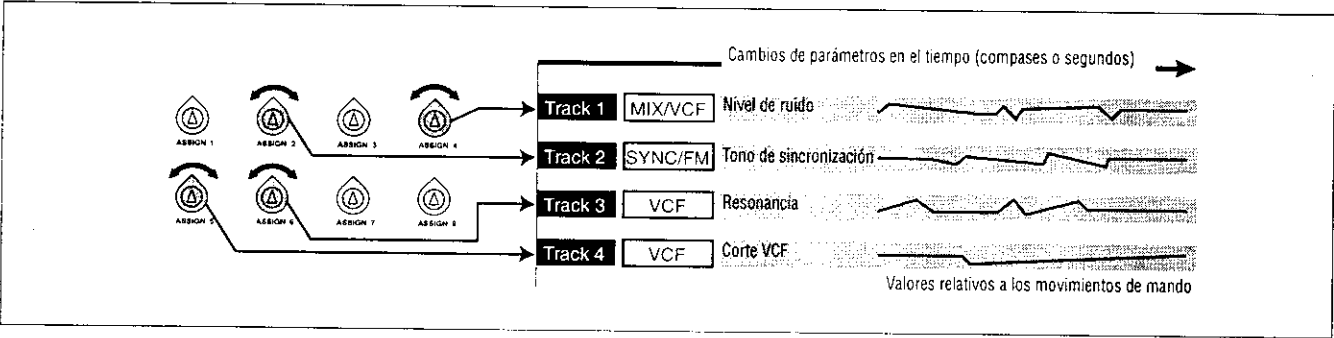 Cambios de parámetros en el tiempo (compases o segundos)
ASSIGN 1
ASSIGN 2
ASSIGN 3
ASSIGN 4
Track 1 MIX/VCF Nivel de ruido
Track 2 SYNC/FM Tono de sincronización
ASSIGN 5
ASSIGN 6
ASSIGN 7
ASSIGN 8
Track 3 VCF Resonancia
Track 4 VCF Corte VCF
Valores relativos a los movimientos de mando